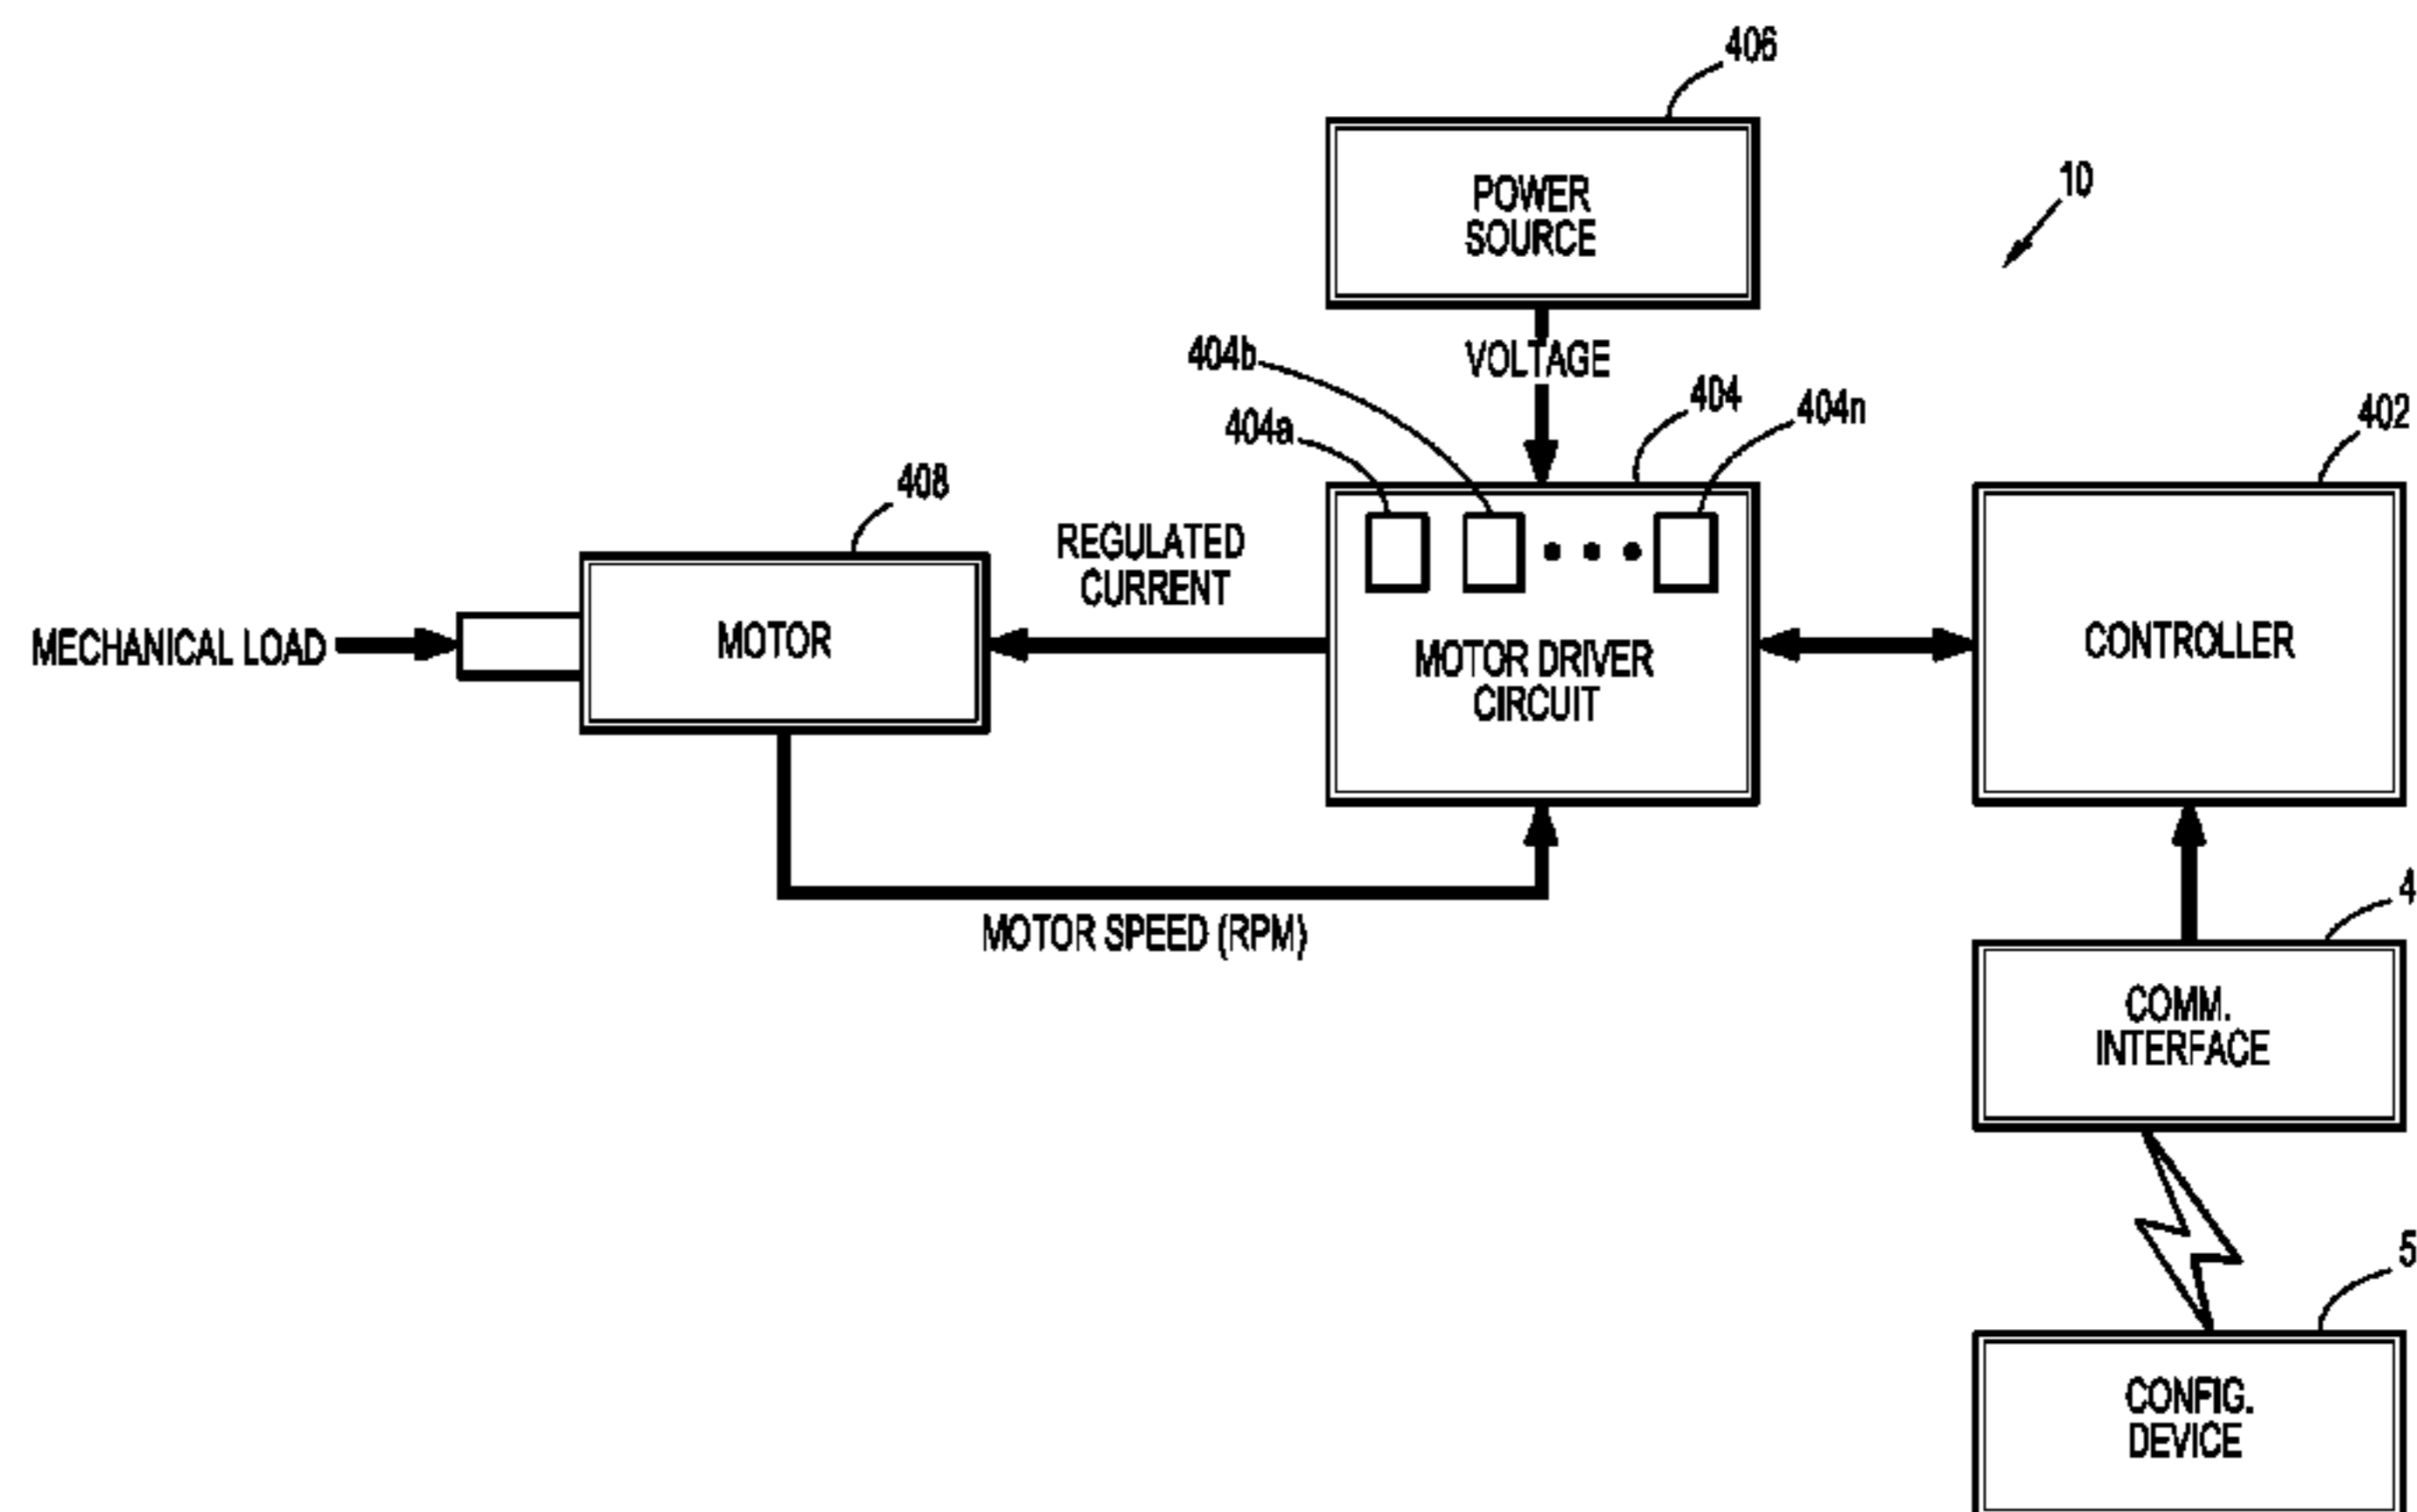 406
POWER
SOURCE
10
VOLTAGE
404b
404
404n
404a
402
408
REGULATED
CURRENT
MECHANICAL LOAD
MOTOR
MOTOR DRIVER
CIRCUIT
CONTROLLER
MOTOR SPEED (RPM)
4
COMM.
INTERFACE
5
CONFIG.
DEVICE